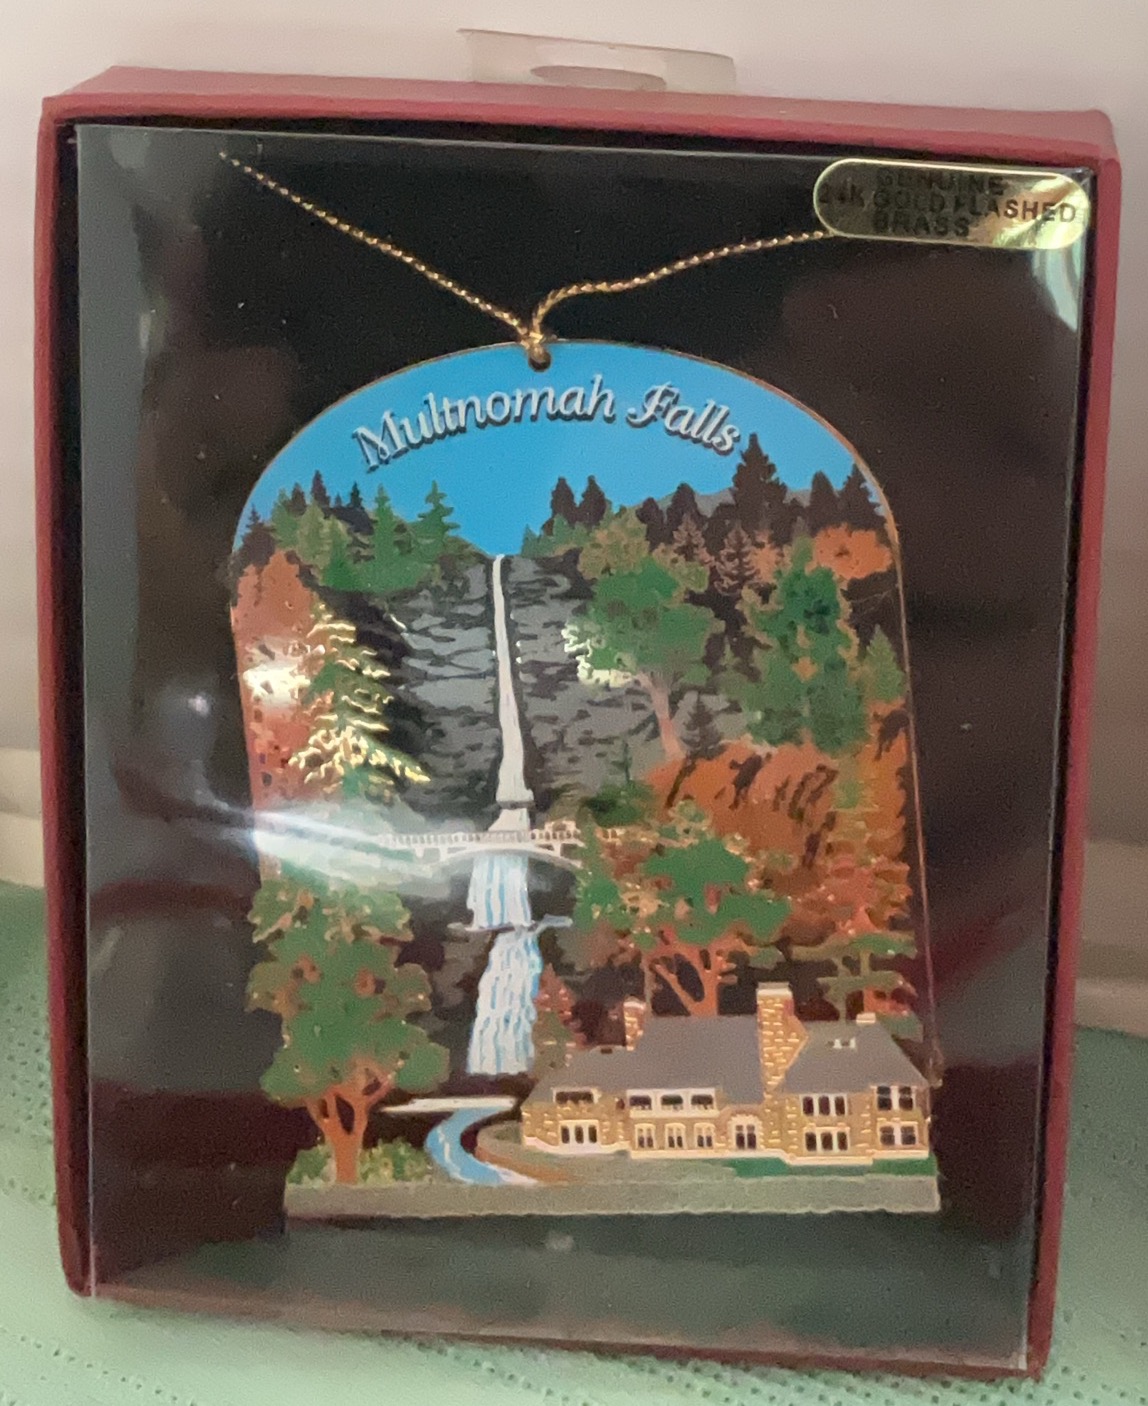 GENUINE
24K GOLD FLASHED
BRASS
Multnomah Falls